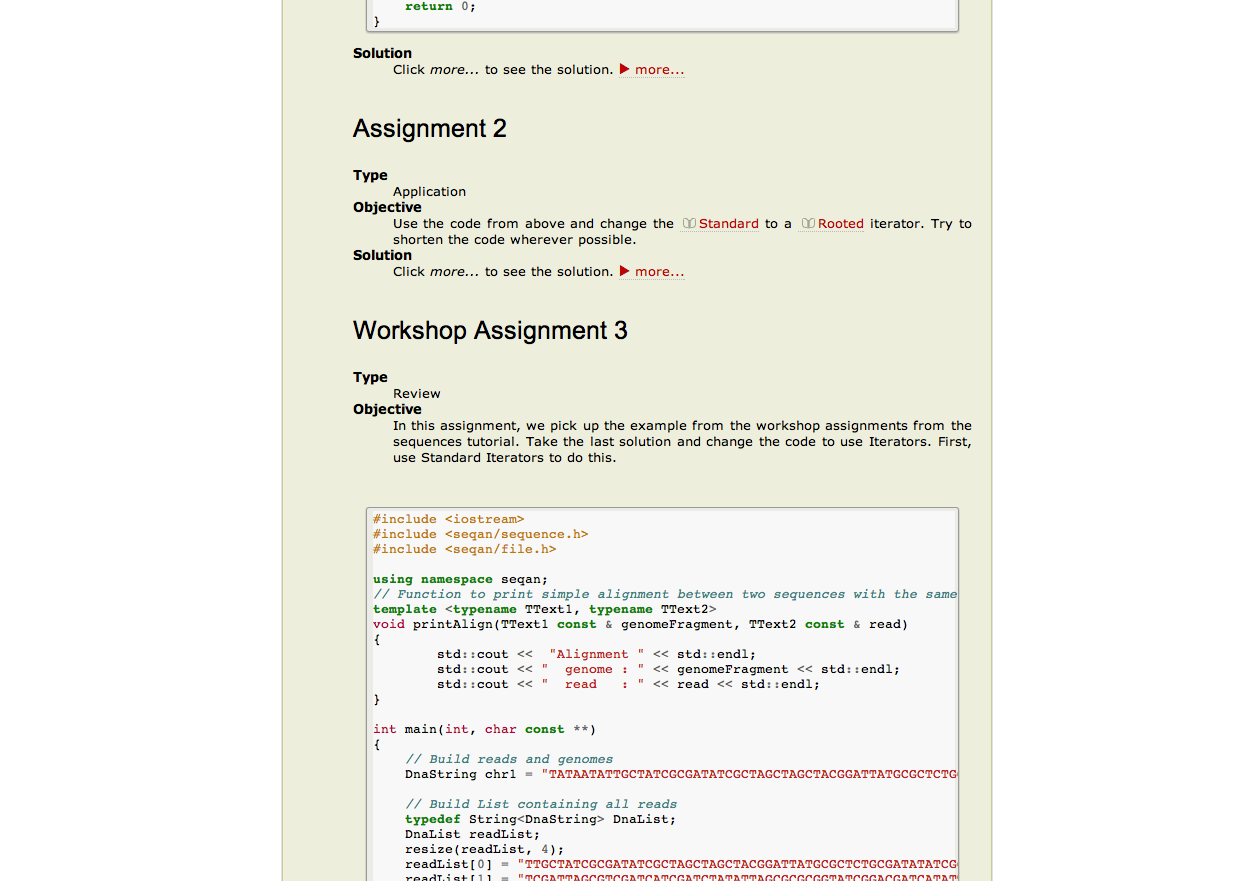 return 0;
}
Solution
Click more... to see the solution. ▶ more...
Assignment 2
Type
Application
Objective
Use the code from above and change the Standard to a Rooted iterator. Try to
shorten the code wherever possible.
Solution
Click more... to see the solution. ▶ more...
Workshop Assignment 3
Type
Review
Objective
In this assignment, we pick up the example from the workshop assignments from the
sequences tutorial. Take the last solution and change the code to use Iterators. First,
use Standard Iterators to do this.
#include <iostream>
#include <seqan/sequence.h>
#include <seqan/file.h>
using namespace seqan;
// Function to print simple alignment between two sequences with the same
template <typename TText1, typename TText2>
void printAlign(TText1 const & genomeFragment, TText2 const & read)
{
        std::cout <<  "Alignment " << std::endl;
        std::cout << "  genome : " << genomeFragment << std::endl;
        std::cout << "  read   : " << read << std::endl;
}
int main(int, char const **)
{
    // Build reads and genomes
    DnaString chr1 = "TATAATATTGCTATCGCGATATCGCTAGCTAGCTACGGATTATGCGCTCTG
    // Build List containing all reads
    typedef String<DnaString> DnaList;
    DnaList readList;
    resize(readList, 4);
    readList[0] = "TTGCTATCGCGATATCGCTAGCTAGCTACGGATTATGCGCTCTGCGATATATCG
    readList[1] = "TCGATTAGCGTCGATCATCGATCTATATTAGCGCGCGGTATCGGACGATCATAT